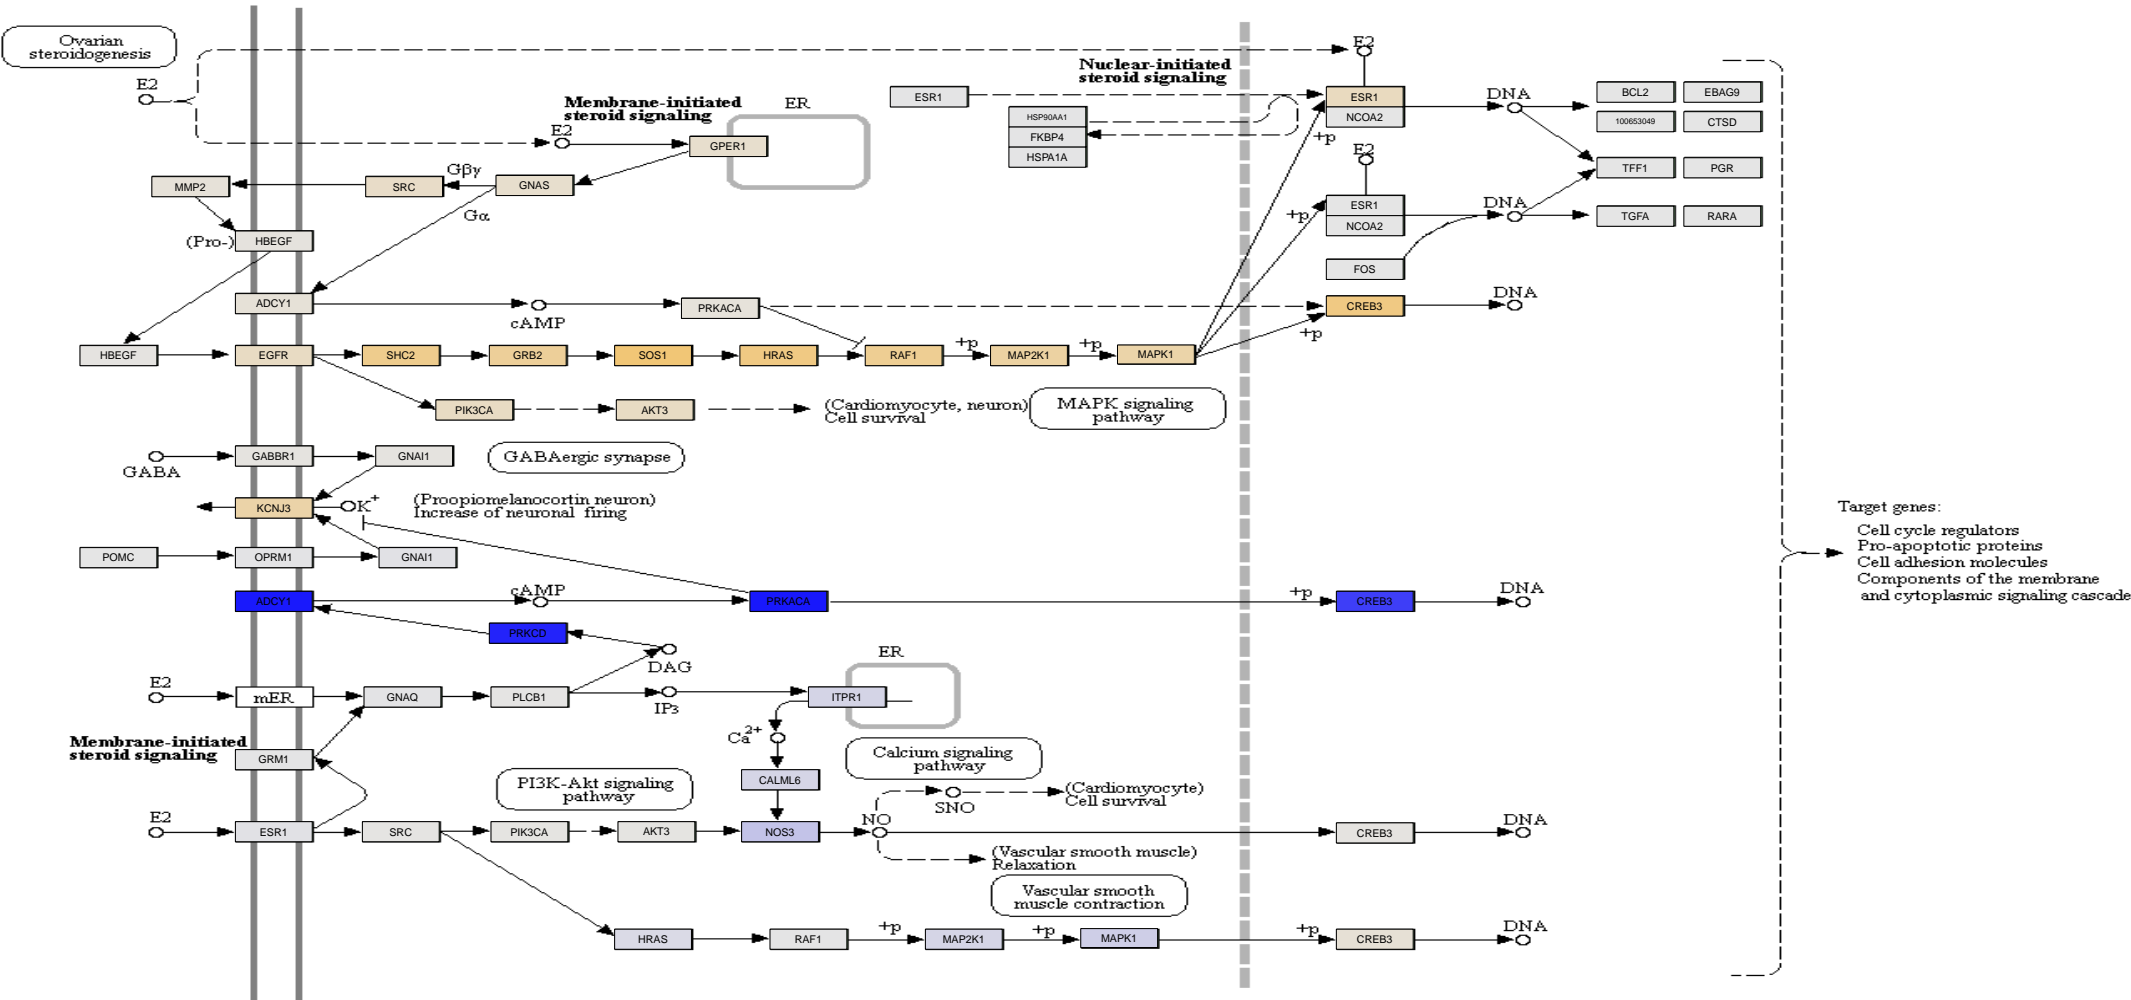 Ovarian
steroidogenesis
E2
E2
Nuclear-initiated
steroid signaling
Membrane-initiated
steroid signaling
ER
E2
GPER1
ESR1
HSP90AA1
FKBP4
HSPA1A
ESR1
NCOA2
+p
DNA
BCL2
EBAG9
100653049
CTSD
E2
TFF1
PGR
MMP2
SRC
Gβγ
GNAS
Gα
ESR1
NCOA2
+p
DNA
TGFA
RARA
(Pro-)
HBEGF
FOS
ADCY1
cAMP
PRKACA
CREB3
DNA
+p
HBEGF
EGFR
SHC2
GRB2
SOS1
HRAS
RAF1
+p
MAP2K1
+p
MAPK1
PIK3CA
AKT3
(Cardiomyocyte, neuron)
Cell survival
MAPK signaling
pathway
GABA
GABBR1
GNAI1
GABAergic synapse
KCNJ3
K+
(Proopiomelanocortin neuron)
Increase of neuronal firing
Target genes:
Cell cycle regulators
Pro-apoptotic proteins
Cell adhesion molecules
Components of the membrane
and cytoplasmic signaling cascade
POMC
OPRM1
GNAI1
ADCY1
cAMP
PRKACA
+p
CREB3
DNA
PRKCD
DAG
E2
mER
GNAQ
PLCB1
IP3
ER
ITPR1
Ca2+
Membrane-initiated
steroid signaling
GRM1
Calcium signaling
pathway
CALML6
PI3K-Akt signaling
pathway
SNO
(Cardiomyocyte)
Cell survival
E2
ESR1
SRC
PIK3CA
AKT3
NOS3
NO
CREB3
DNA
(Vascular smooth muscle)
Relaxation
Vascular smooth
muscle contraction
HRAS
RAF1
+p
MAP2K1
+p
MAPK1
+p
CREB3
DNA